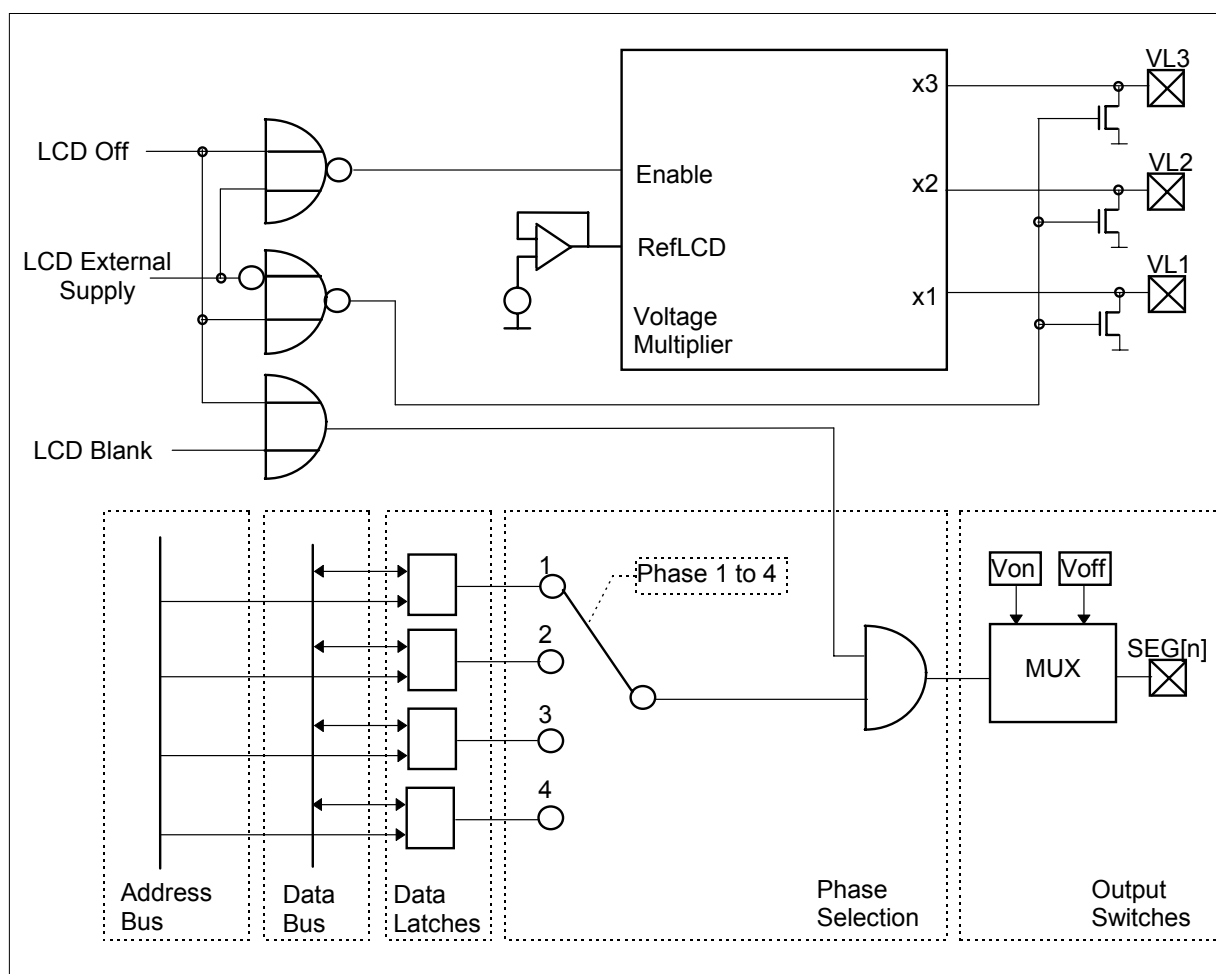 VL3
x3
LCD Off
Enable
x2
VL2
LCD External
Supply
RefLCD
x1
VL1
Voltage
Multiplier
LCD Blank
1
Phase 1 to 4
Von
Voff
2
MUX
SEG[n]
3
4
Address
Bus
Data
Bus
Data
Latches
Phase
Selection
Output
Switches